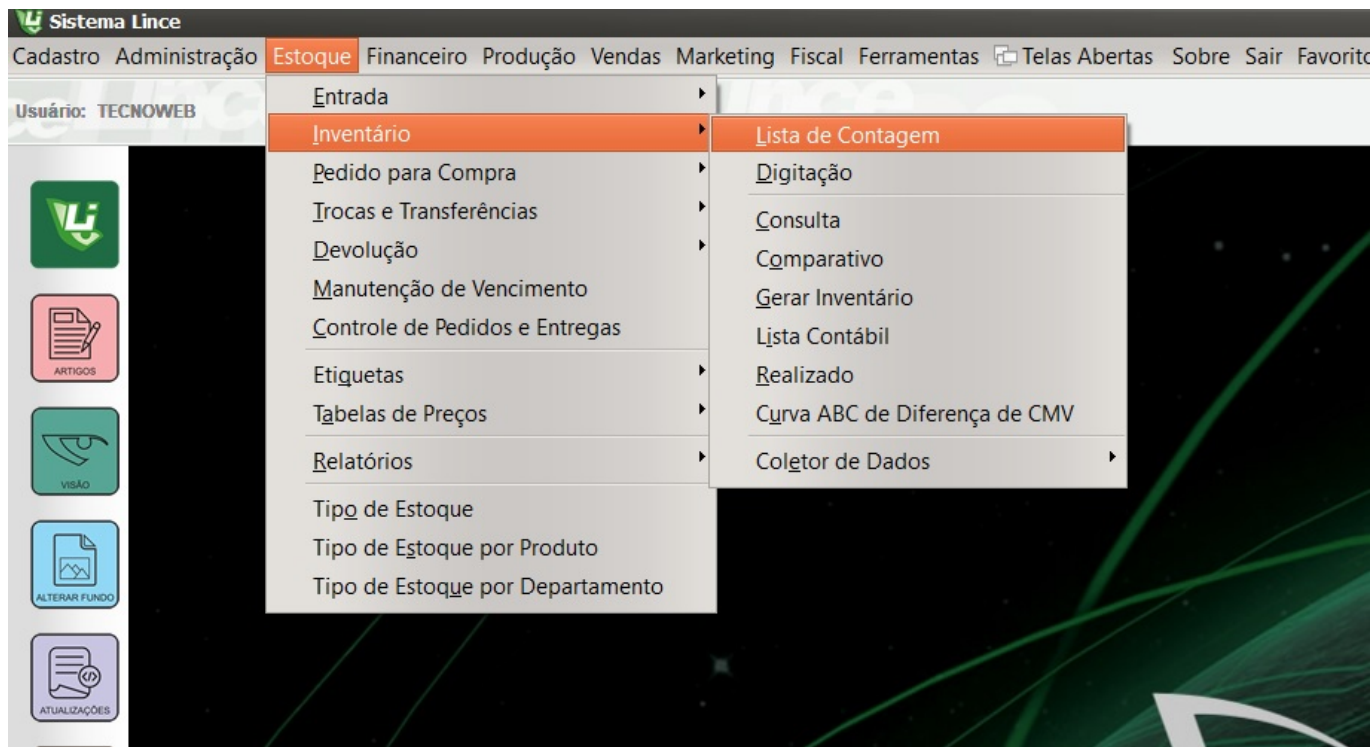 Sistema Lince
Cadastro Administração Estoque Financeiro Produção Vendas Marketing Fiscal Ferramentas Telas Abertas Sobre Sair Favorito
Usuário: TECNOWEB
Entrada
Inventário
Pedido para Compra
Trocas e Transferências
Devolução
Manutenção de Vencimento
Controle de Pedidos e Entregas
Etiquetas
Tabelas de Preços
Relatórios
Tipo de Estoque
Tipo de Estoque por Produto
Tipo de Estoque por Departamento
Lista de Contagem
Digitação
Consulta
Comparativo
Gerar Inventário
Lista Contábil
Realizado
Curva ABC de Diferença de CMV
Coletor de Dados
Li
ARTIGOS
VISÃO
ALTERAR FUNDO
ATUALIZAÇÕES